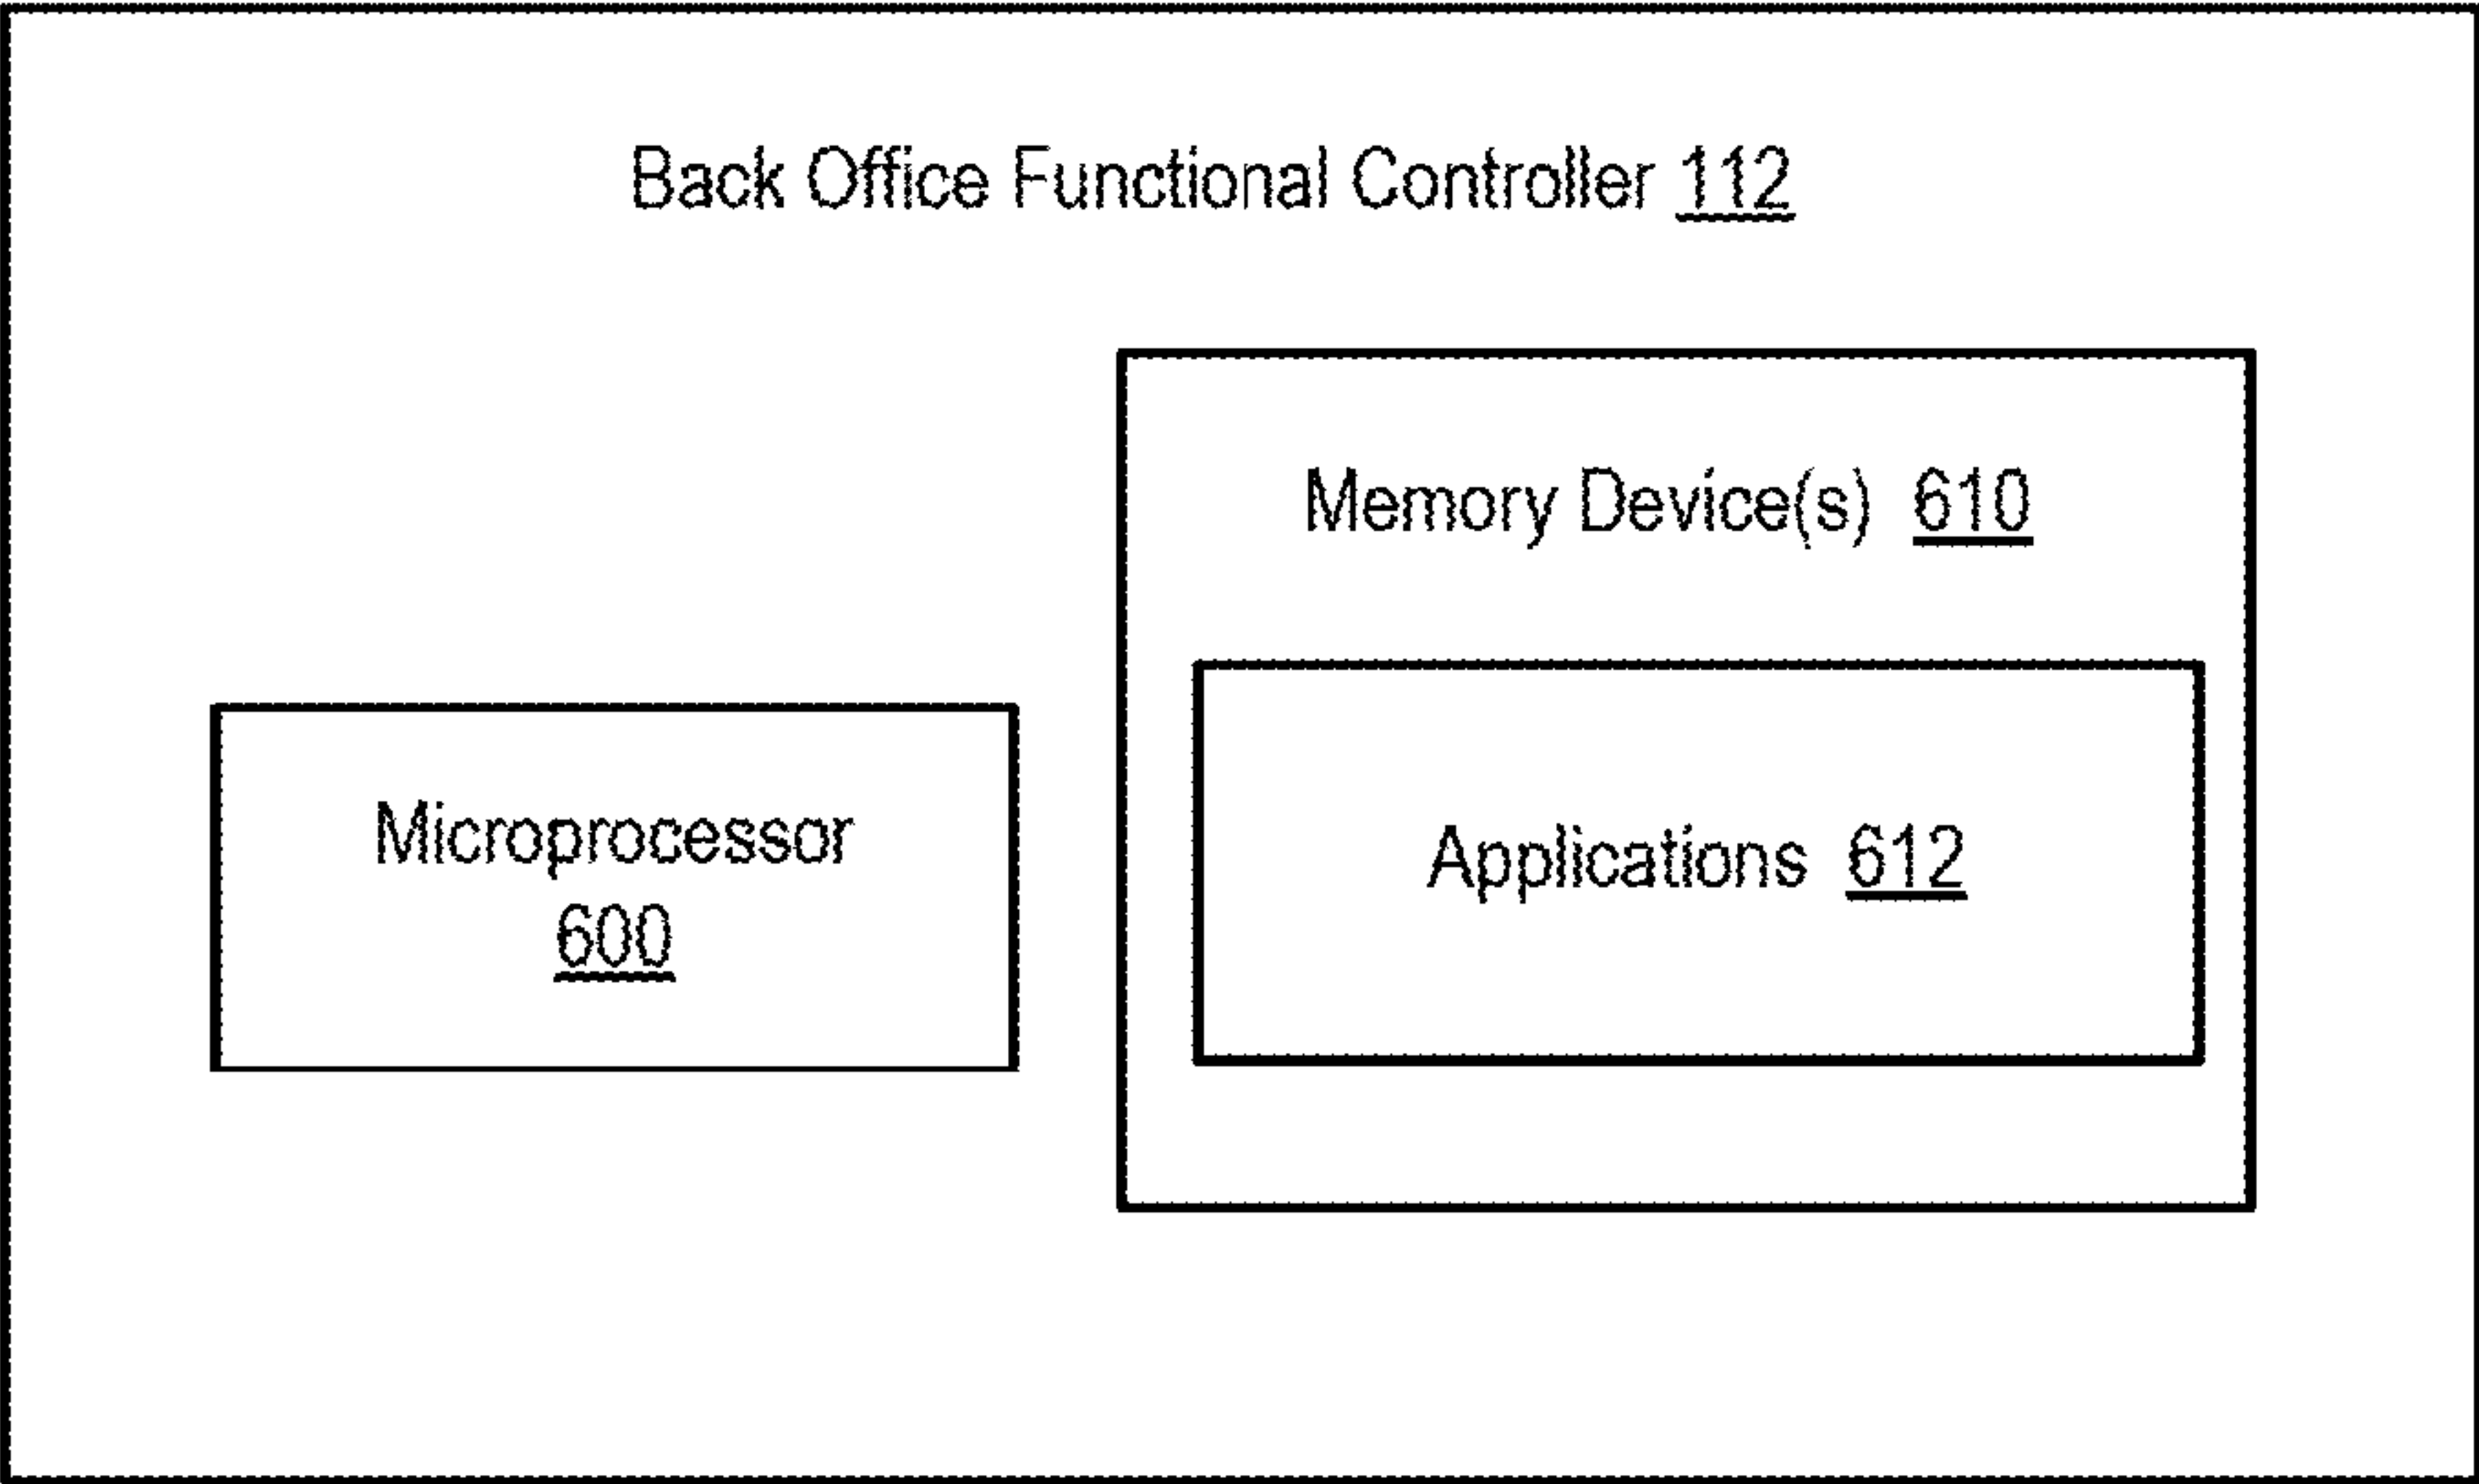 Back Office Functional Controller 112
Memory Device(s) 610
Microprocessor
600
Applications 612